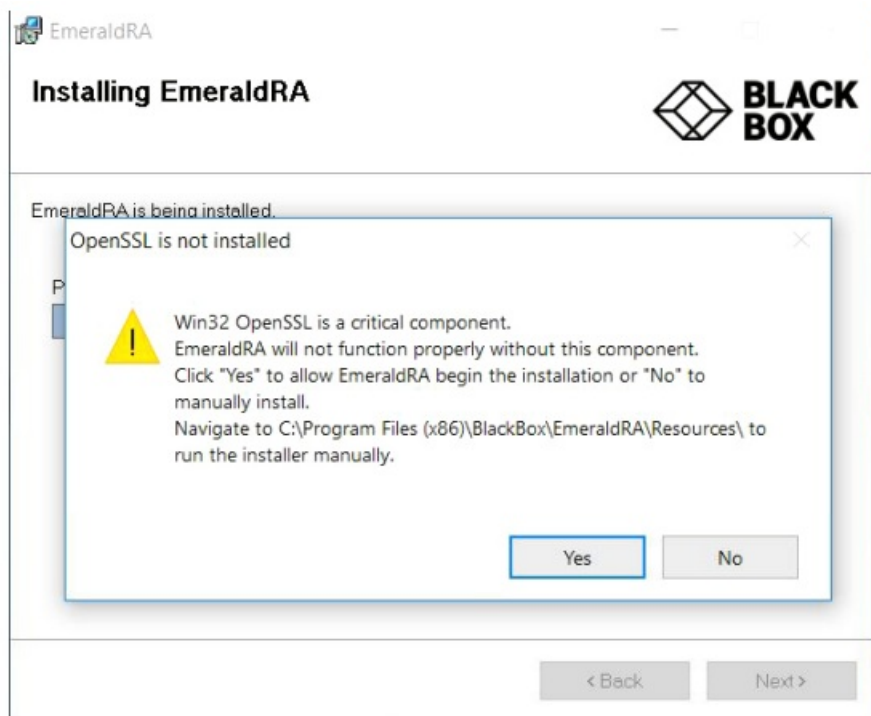 EmeraldRA
Installing EmeraldRA
BLACK
BOX
EmeraldRA is being installed.
OpenSSL is not installed
P
Win32 OpenSSL is a critical component.
EmeraldRA will not function properly without this component.
Click "Yes" to allow EmeraldRA begin the installation or "No" to
manually install.
Navigate to C:\Program Files (x86)\BlackBox\EmeraldRA\Resources\ to
run the installer manually.
Yes No
< Back Next >